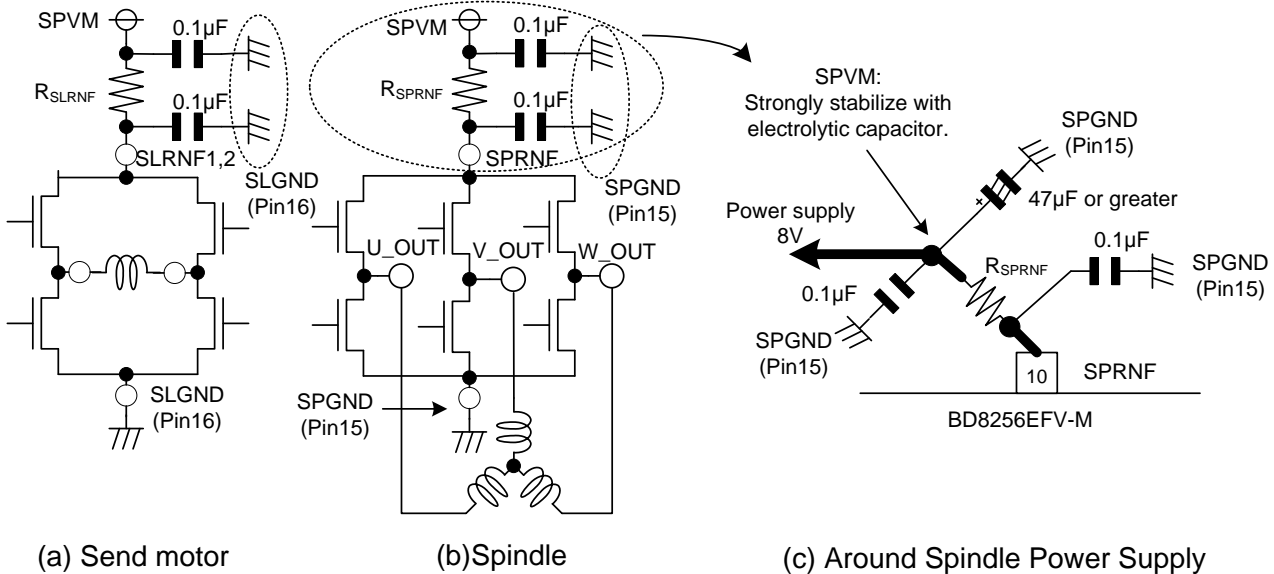 SPVM
0.1µF
RSLRNF
0.1µF
SLRNF1,2
SLGND
(Pin16)
SLGND
(Pin16)
(a) Send motor
SPVM
0.1µF
RSPRNF
0.1µF
SPRNF
SPGND
(Pin15)
U_OUT
V_OUT
W_OUT
SPGND
(Pin15)
(b)Spindle
SPVM:
Strongly stabilize with
electrolytic capacitor.
SPGND
(Pin15)
+
47µF or greater
Power supply
8V
0.1µF
RSPRNF
SPGND
(Pin15)
0.1µF
SPGND
(Pin15)
10
SPRNF
BD8256EFV-M
(c) Around Spindle Power Supply